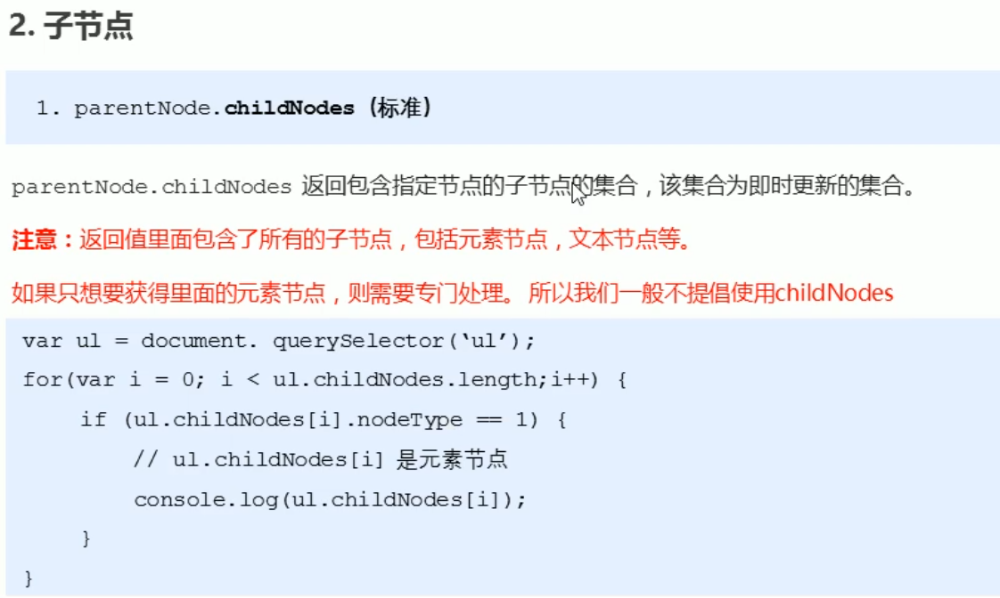 2. 子节点
1. parentNode.childNodes（标准）
parentNode.childNodes 返回包含指定节点的子节点的集合，该集合为即时更新的集合。
注意：返回值里面包含了所有的子节点，包括元素节点，文本节点等。
如果只想要获得里面的元素节点，则需要专门处理。 所以我们一般不提倡使用childNodes
var ul = document. querySelector(‘ul’);
for(var i = 0; i < ul.childNodes.length;i++) {
if (ul.childNodes[i].nodeType == 1) {
// ul.childNodes[i] 是元素节点
console.log(ul.childNodes[i]);
}
}